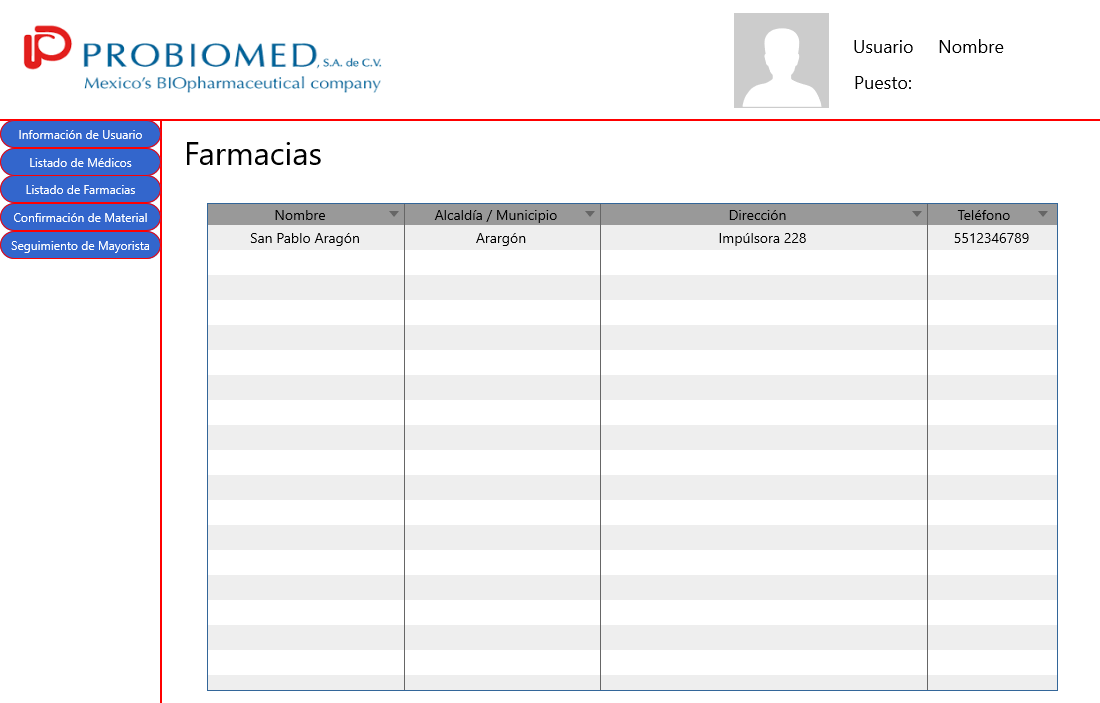 PROBIOMED, S.A. de C.V.
Mexico's BIOpharmaceutical company
Usuario Nombre
Puesto:
Información de Usuario
Listado de Médicos
Listado de Farmacias
Confirmación de Material
Seguimiento de Mayorista
Farmacias
Nombre Alcaldía / Municipio Dirección Teléfono
San Pablo Aragón Arargón Impúlsora 228 5512346789